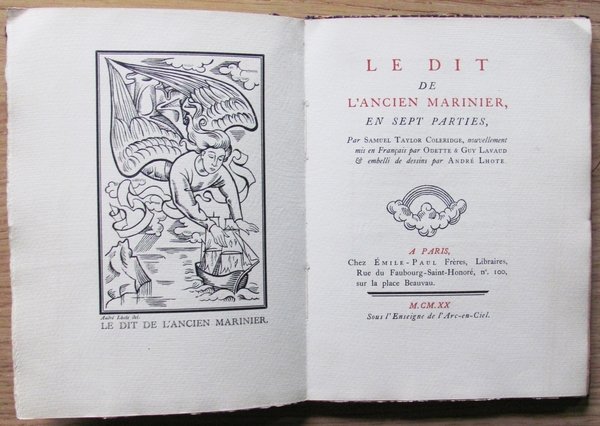 André Lhote del.
LE DIT DE L'ANCIEN MARINIER.
LE DIT
DE
L'ANCIEN MARINIER,
EN SEPT PARTIES,
Par SAMUEL TAYLOR COLERIDGE, nouvellement
mis en Français par ODETTE & GUY LAVAUD
& embelli de dessins par ANDRÉ LHOTE
A PARIS,
Chez ÉMILE-PAUL Frères, Libraires,
Rue du Faubourg-Saint-Honoré, nº. 100,
sur la place Beauvau.
M.CM.XX
Sous l'Enseigne de l'Arc-en-Ciel.